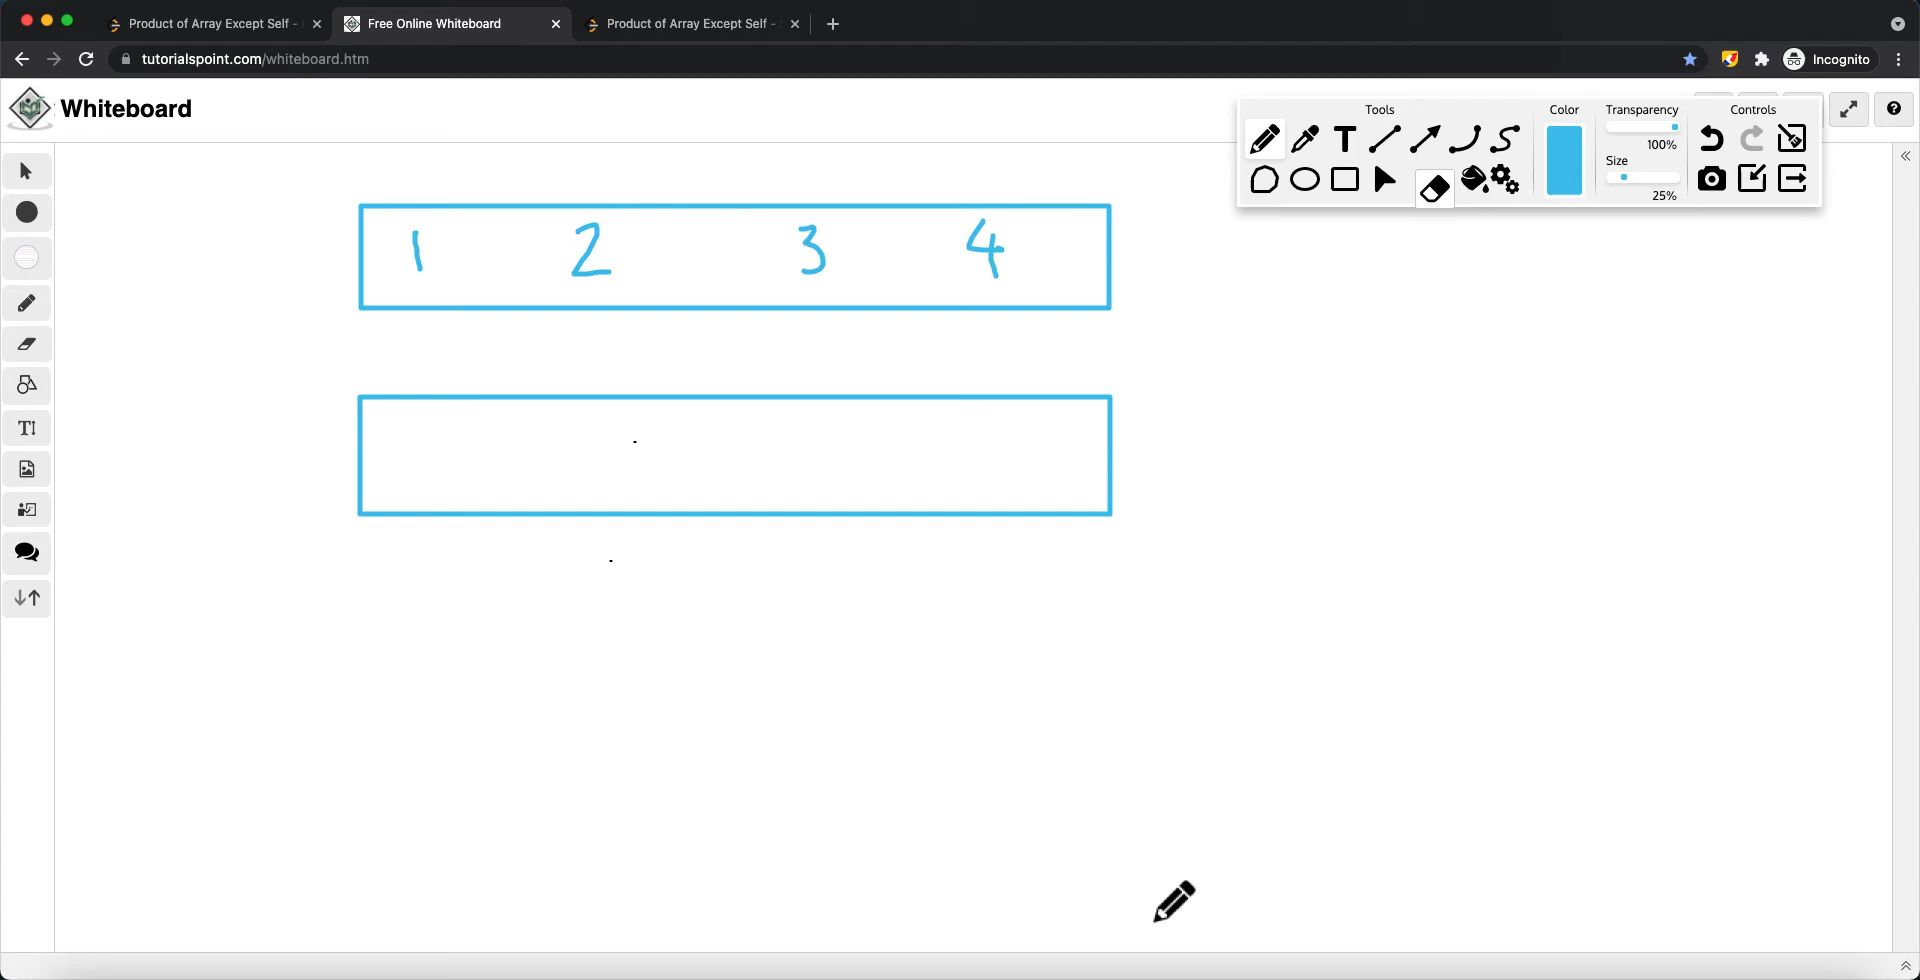 Product of Array Except Self -
Free Online Whiteboard
Product of Array Except Self -
tutorialspoint.com/whiteboard.htm
Incognito
Whiteboard
Tools
Color
Transparency
Controls
100%
Size
25%
1 2 3 4